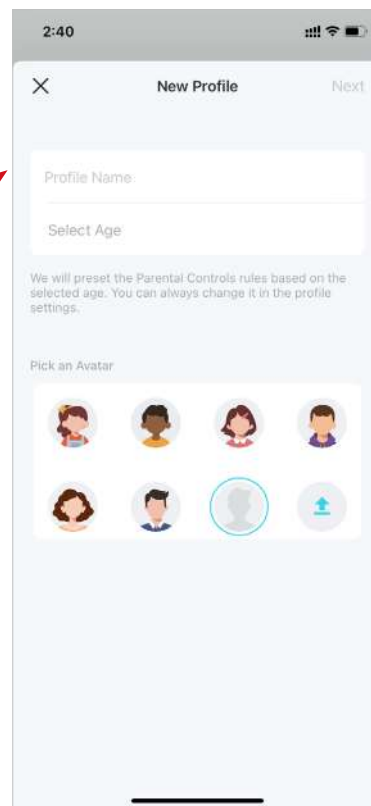 2:40
New Profile
Next
Profile Name
Select Age
We will preset the Parental Controls rules based on the
selected age. You can always change it in the profile
settings.
Pick an Avatar